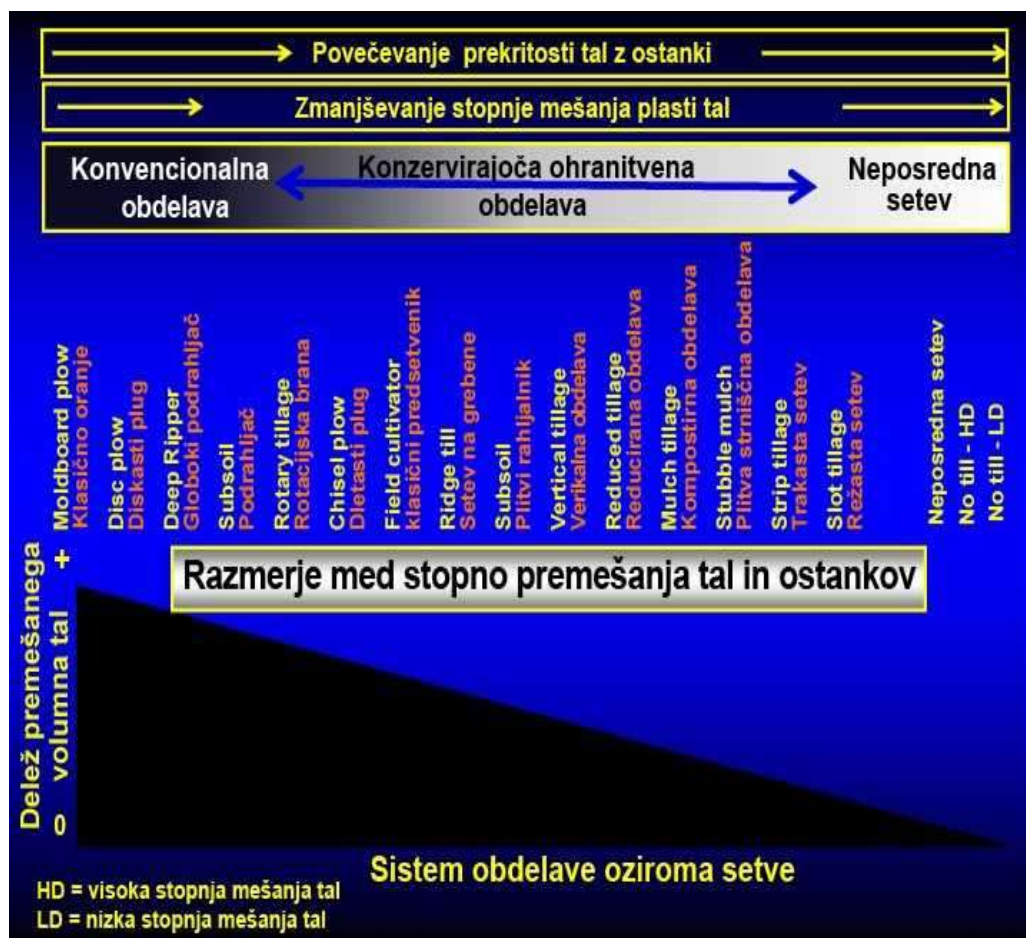 Povečevanje prekritosti tal z ostanki
Zmanjševanje stopnje mešanja plasti tal
Konvencionalna
obdelava
Konzervirajoča ohranitvena
obdelava
Neposredna
setev
Moldboard plow
Klasično oranje
Disc plow
Diskasti plug
Deep Ripper
Globoki podrahljač
Subsoil
Podrahljač
Rotary tillage
Rotacijska brana
Chisel plow
Dletasti plug
Field cultivator
klasični predsetvenik
Ridge till
Setev na grebene
Subsoil
Plitvi rahljalnik
Vertical tillage
Verikalna obdelava
Reduced tillage
Reducirana obdelava
Mulch tillage
Kompostirna obdelava
Stubble mulch
Plitva strniščna obdelava
Strip tillage
Trakasta setev
Slot tillage
Režasta setev
Neposredna setev
No till - HD
No till - LD
Razmerje med stopno premešanja tal in ostankov
Delež premešanega
volumna tal
+
0
Sistem obdelave oziroma setve
HD = visoka stopnja mešanja tal
LD = nizka stopnja mešanja tal